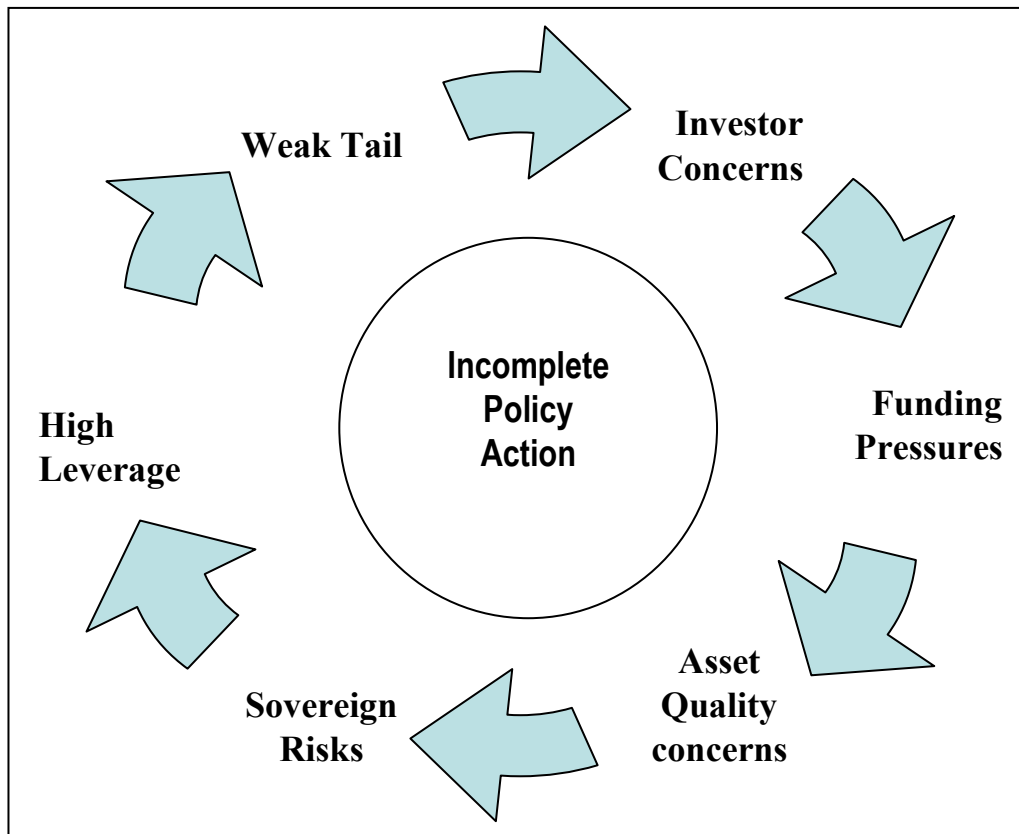 Weak Tail
Investor
Concerns
Incomplete
Policy
Action
High
Leverage
Funding
Pressures
Sovereign
Risks
Asset
Quality
concerns